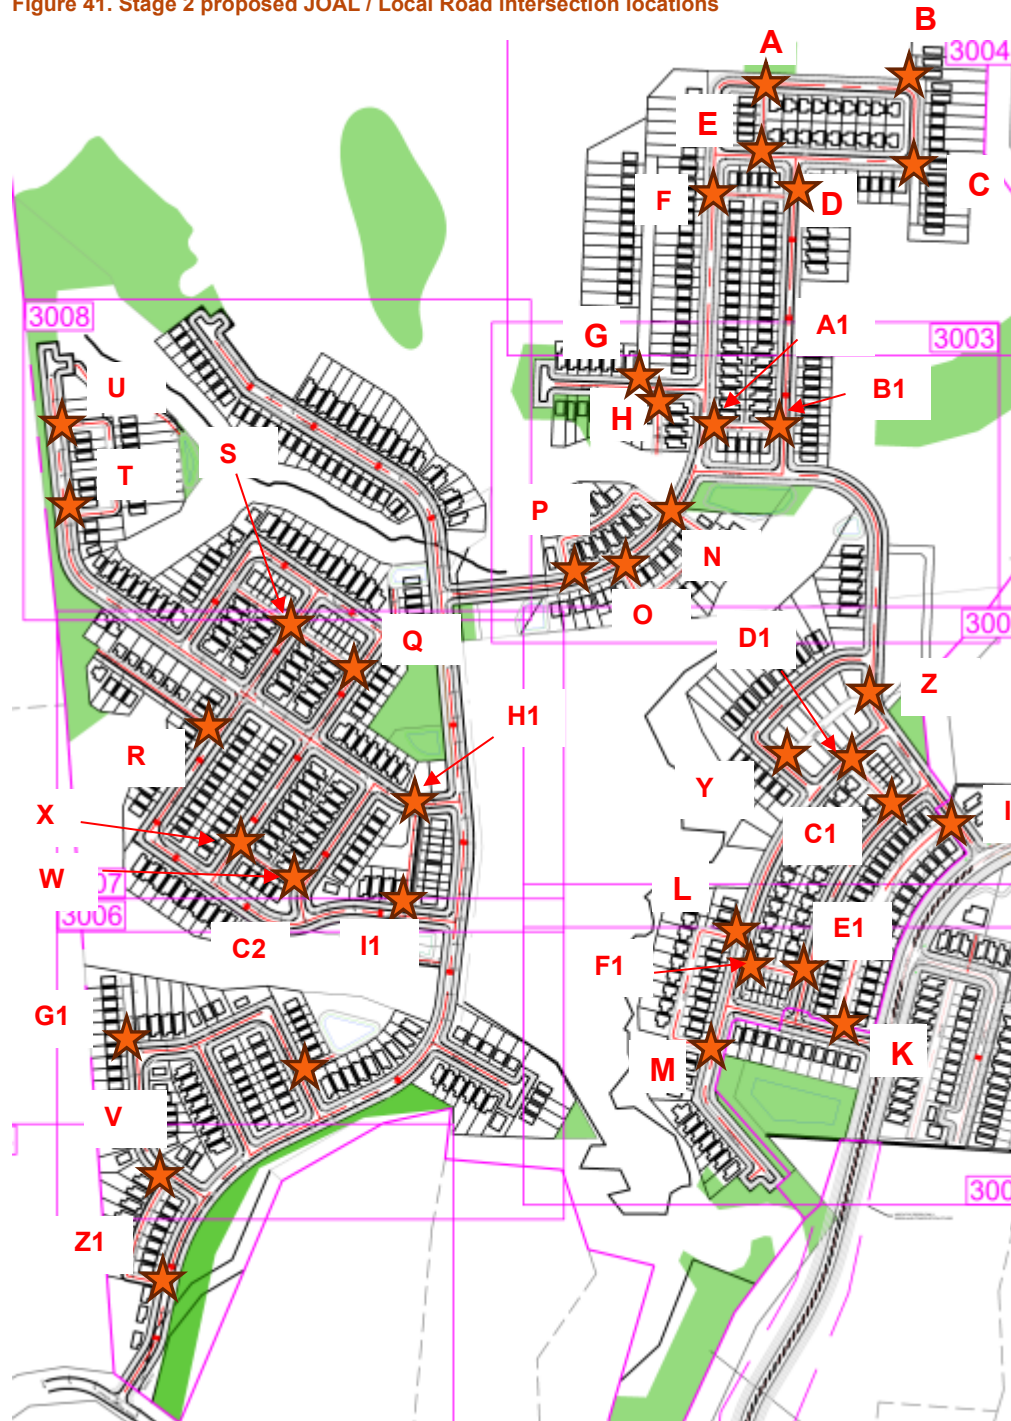 Figure 41. Stage 2 proposed JOAL / Local Road intersection locations
B
A
3004
E
C
F
D
3008
A1
3003
G
U
B1
H
S
T
P
N
O
300
Q
D1
Z
H1
R
Y
I
X
C1
W
07
L
3006
E1
C2
I1
F1
G1
K
M
V
300
Z1